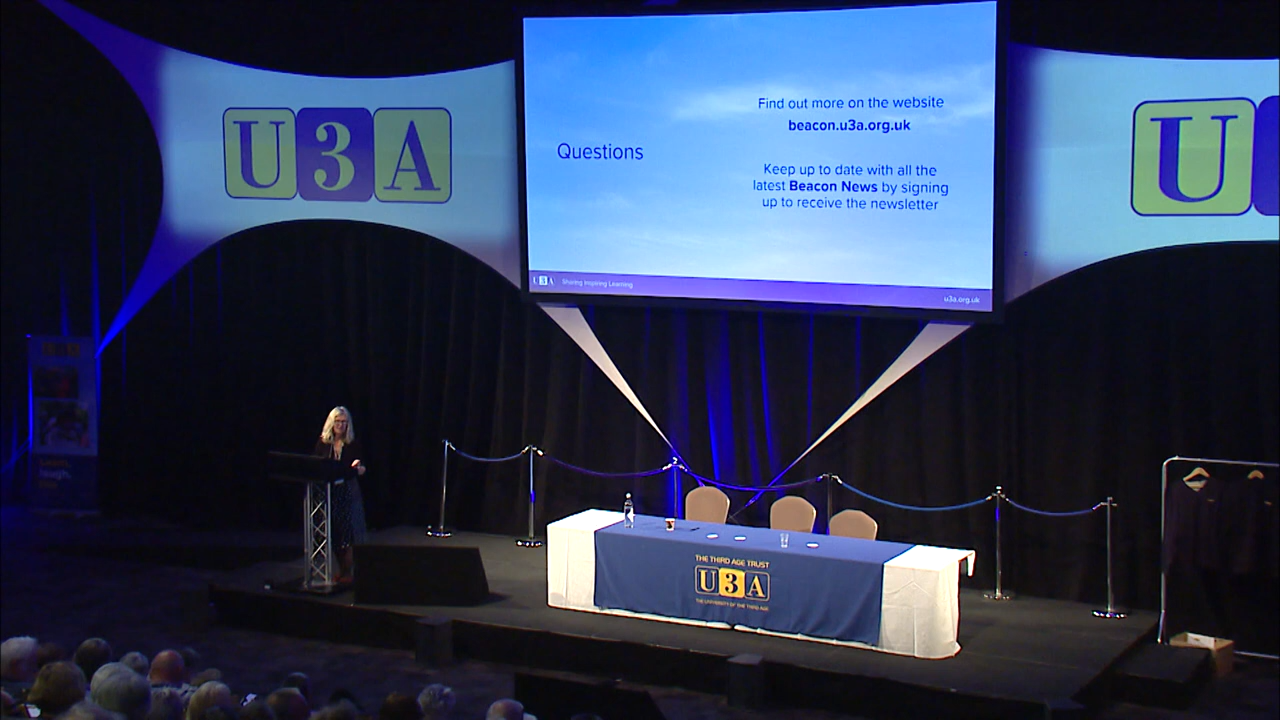 U3A
Questions
Find out more on the website
beacon.u3a.org.uk
Keep up to date with all the
latest Beacon News by signing
up to receive the newsletter
U3A
Sharing Inspiring Learning
u3a.org.uk
U
THE THIRD AGE TRUST
U3A
THE UNIVERSITY OF THE THIRD AGE